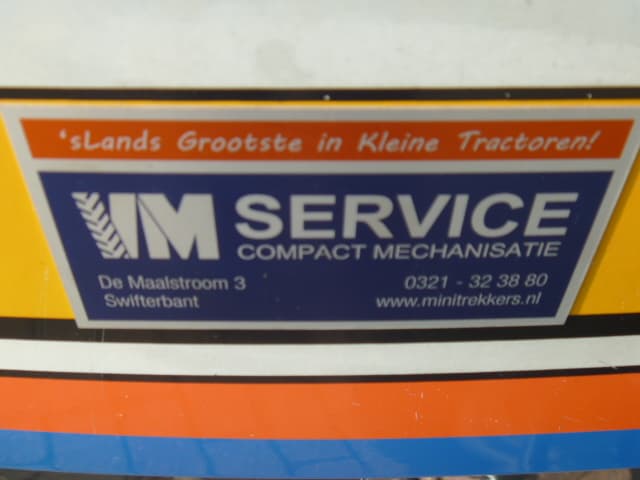 'sLands Grootste in Kleine Tractoren!
IM SERVICE
COMPACT MECHANISATIE
De Maalstroom 3
Swifterbant
0321 - 32 38 80
www.minitrekkers.nl